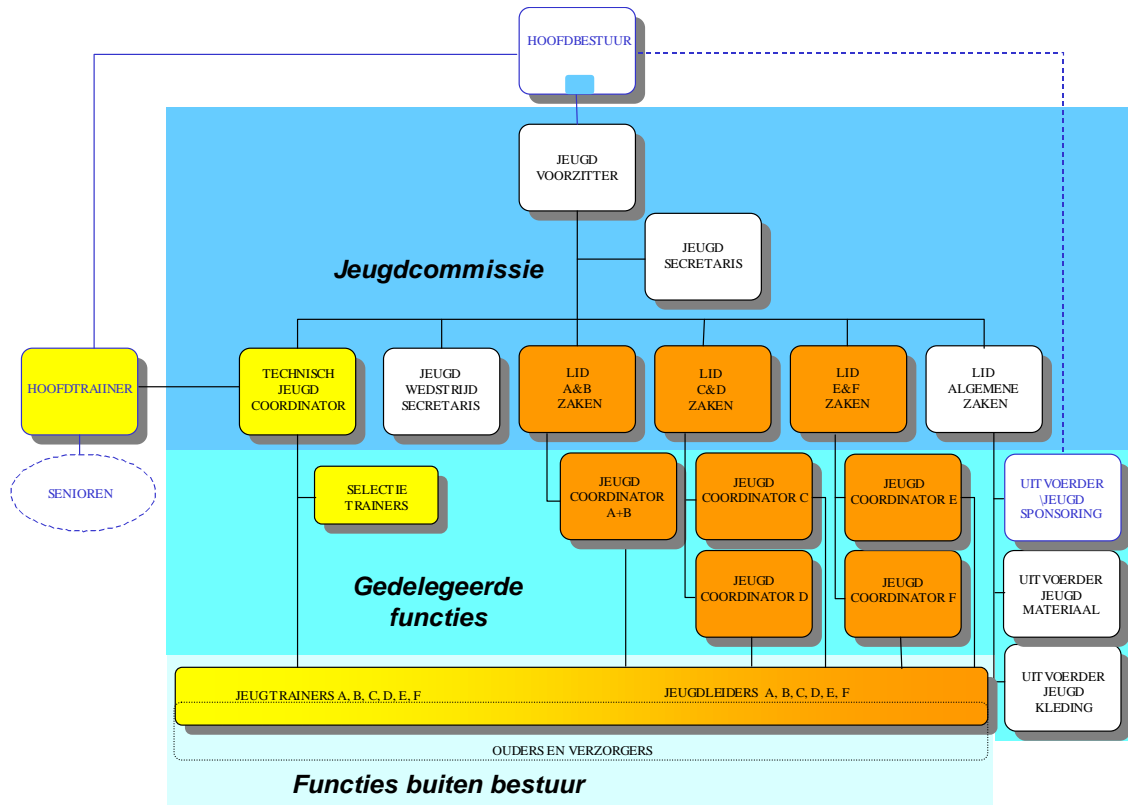 HOOFDBESTUUR
JEUGD
VOORZITTER
JEUGD
SECRETARIS
Jeugdcommissie
HOOFDTRAIINER
TECHNISCH
JEUGD
COORDINATOR
JEUGD
WEDSTRIJD
SECRETARIS
LID
A&B
ZAKEN
LID
C&D
ZAKEN
LID
E&F
ZAKEN
LID
ALGEMENE
ZAKEN
SENIOREN
SELECTIE
TRAINERS
JEUGD
COORDINATOR
A+B
JEUGD
COORDINATOR C
JEUGD
COORDINATOR E
UITVOERDER
\JEUGD
SPONSORING
Gedelegeerde
functies
JEUGD
COORDINATOR D
JEUGD
COORDINATOR F
UITVOERDER
JEUGD
MATERIAAL
JEUGTRAINERS A, B, C, D, E, F
JEUGDLEIDERS A, B, C, D, E, F
UITVOERDER
JEUGD
KLEDING
OUDERS EN VERZORGERS
Functies buiten bestuur